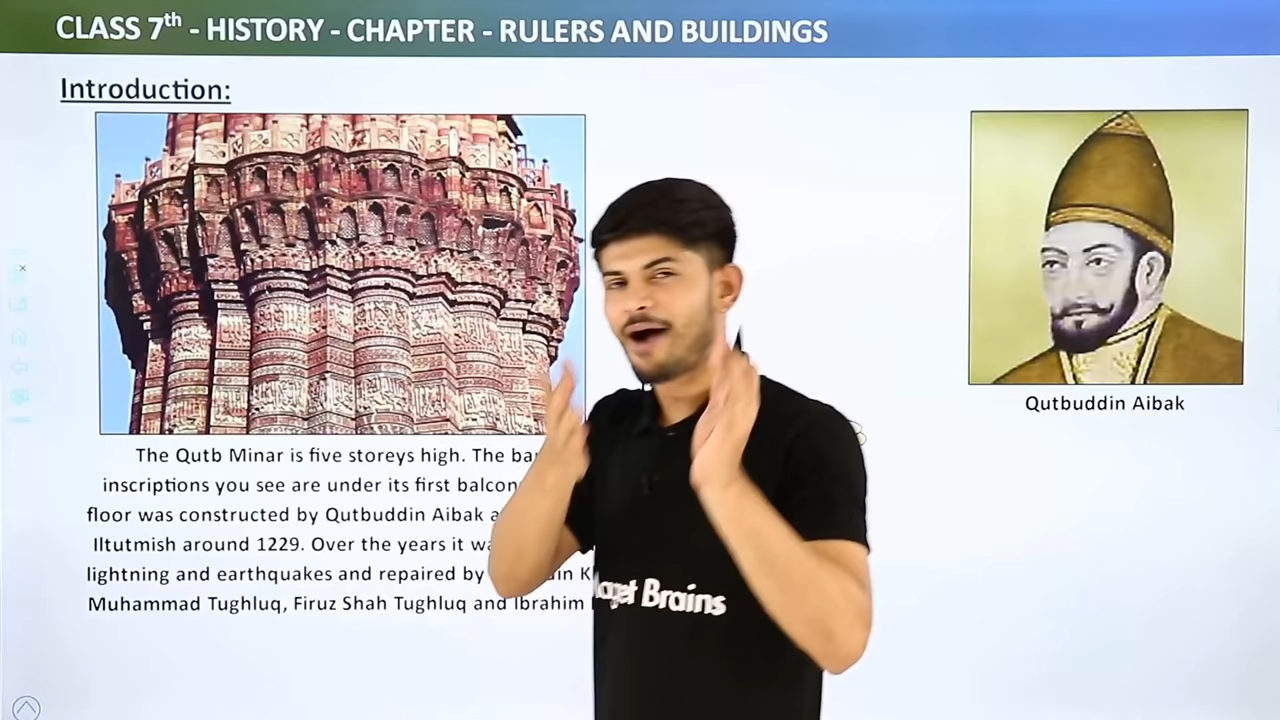 CLASS 7th - HISTORY - CHAPTER - RULERS AND BUILDINGS
Introduction:
Qutbuddin Aibak
The Qutb Minar is five storeys high. The
inscriptions you see are under its first
floor was constructed by Qutbuddin Aibak
Iltutmish around 1229. Over the years it
lightning and earthquakes and repaired by
Muhammad Tughluq, Firuz Shah Tughluq and Ibrahim
Brains